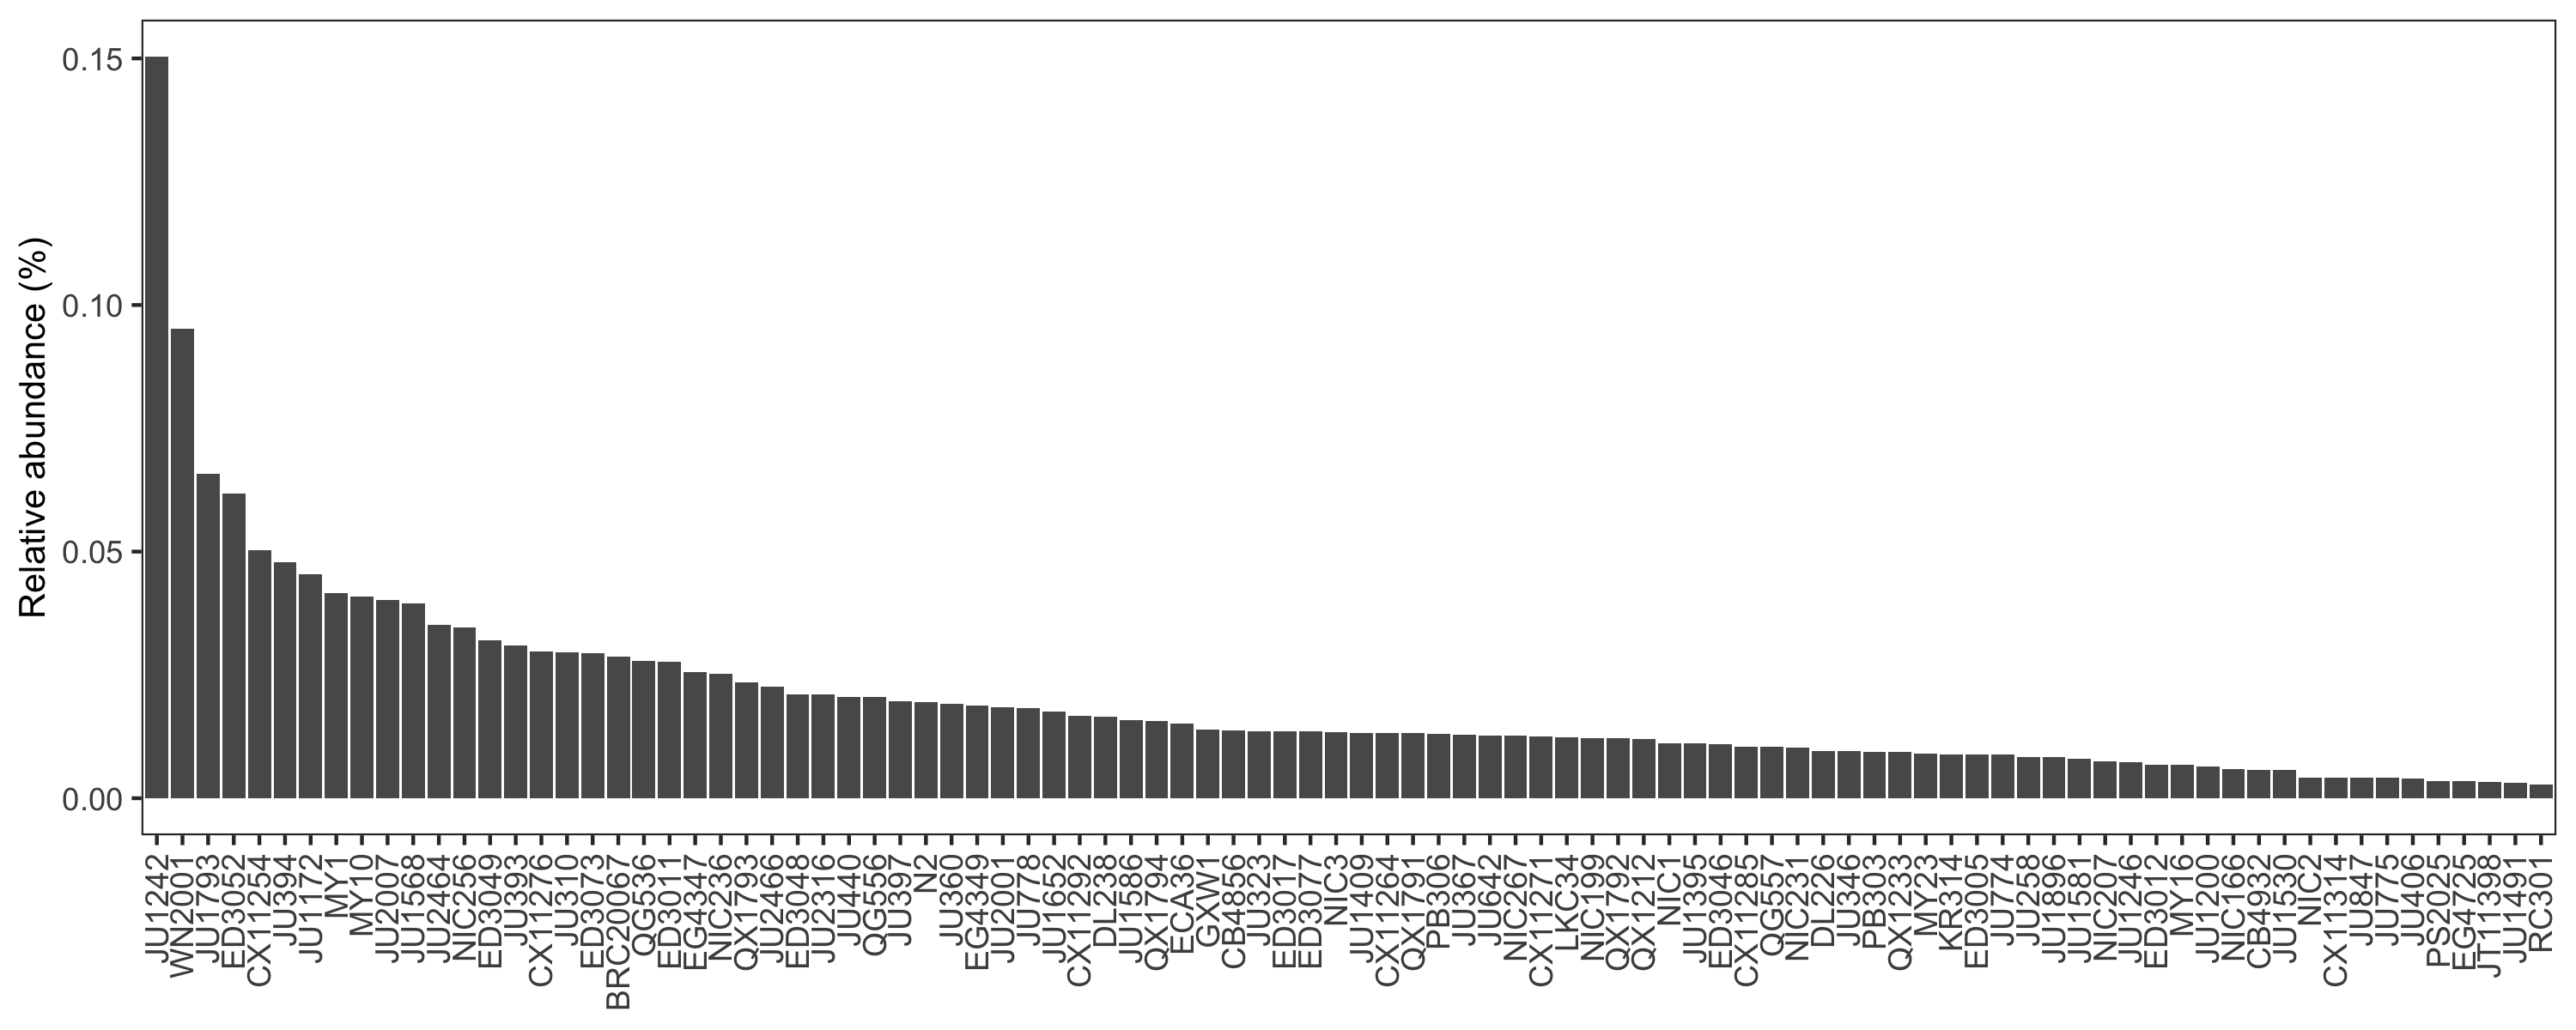 Relative abundance (%)
0.15
0.10
0.05
0.00
JU1242
WN2001
JU1793
ED3052
CX11254
JU394
JU1172
MY1
MY10
JU2007
JU1568
JU2464
NIC256
ED3049
JU393
CX11276
JU310
ED3073
BRC20067
QG536
ED3011
EG4347
NIC236
QX1793
JU2466
ED3048
JU2316
JU440
QG556
JU397
N2
JU360
EG4349
JU2001
JU778
JU1652
CX11292
DL238
JU1586
QX1794
ECA36
GXW1
CB4856
JU323
ED3017
ED3077
NIC3
JU1409
CX11264
QX1791
PB306
JU367
JU642
NIC267
CX11271
LKC34
NIC199
QX1792
QX1212
NIC1
JU1395
ED3046
CX11285
QG557
NIC231
DL226
JU346
PB303
QX1233
MY23
KR314
ED3005
JU774
JU258
JU1896
JU1581
NIC207
JU1246
ED3012
MY16
JU1200
NIC166
CB4932
JU1530
NIC2
CX11314
JU847
JU775
JU406
PS2025
EG4725
JT11398
JU1491
RC301